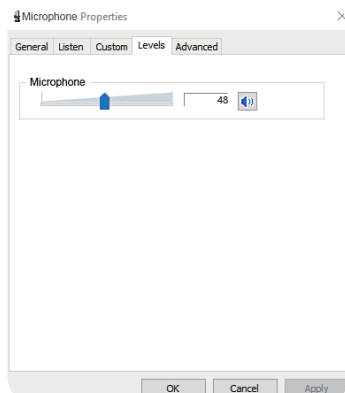 Microphone Properties
General Listen Custom Levels Advanced
Microphone
48
OK Cancel Apply